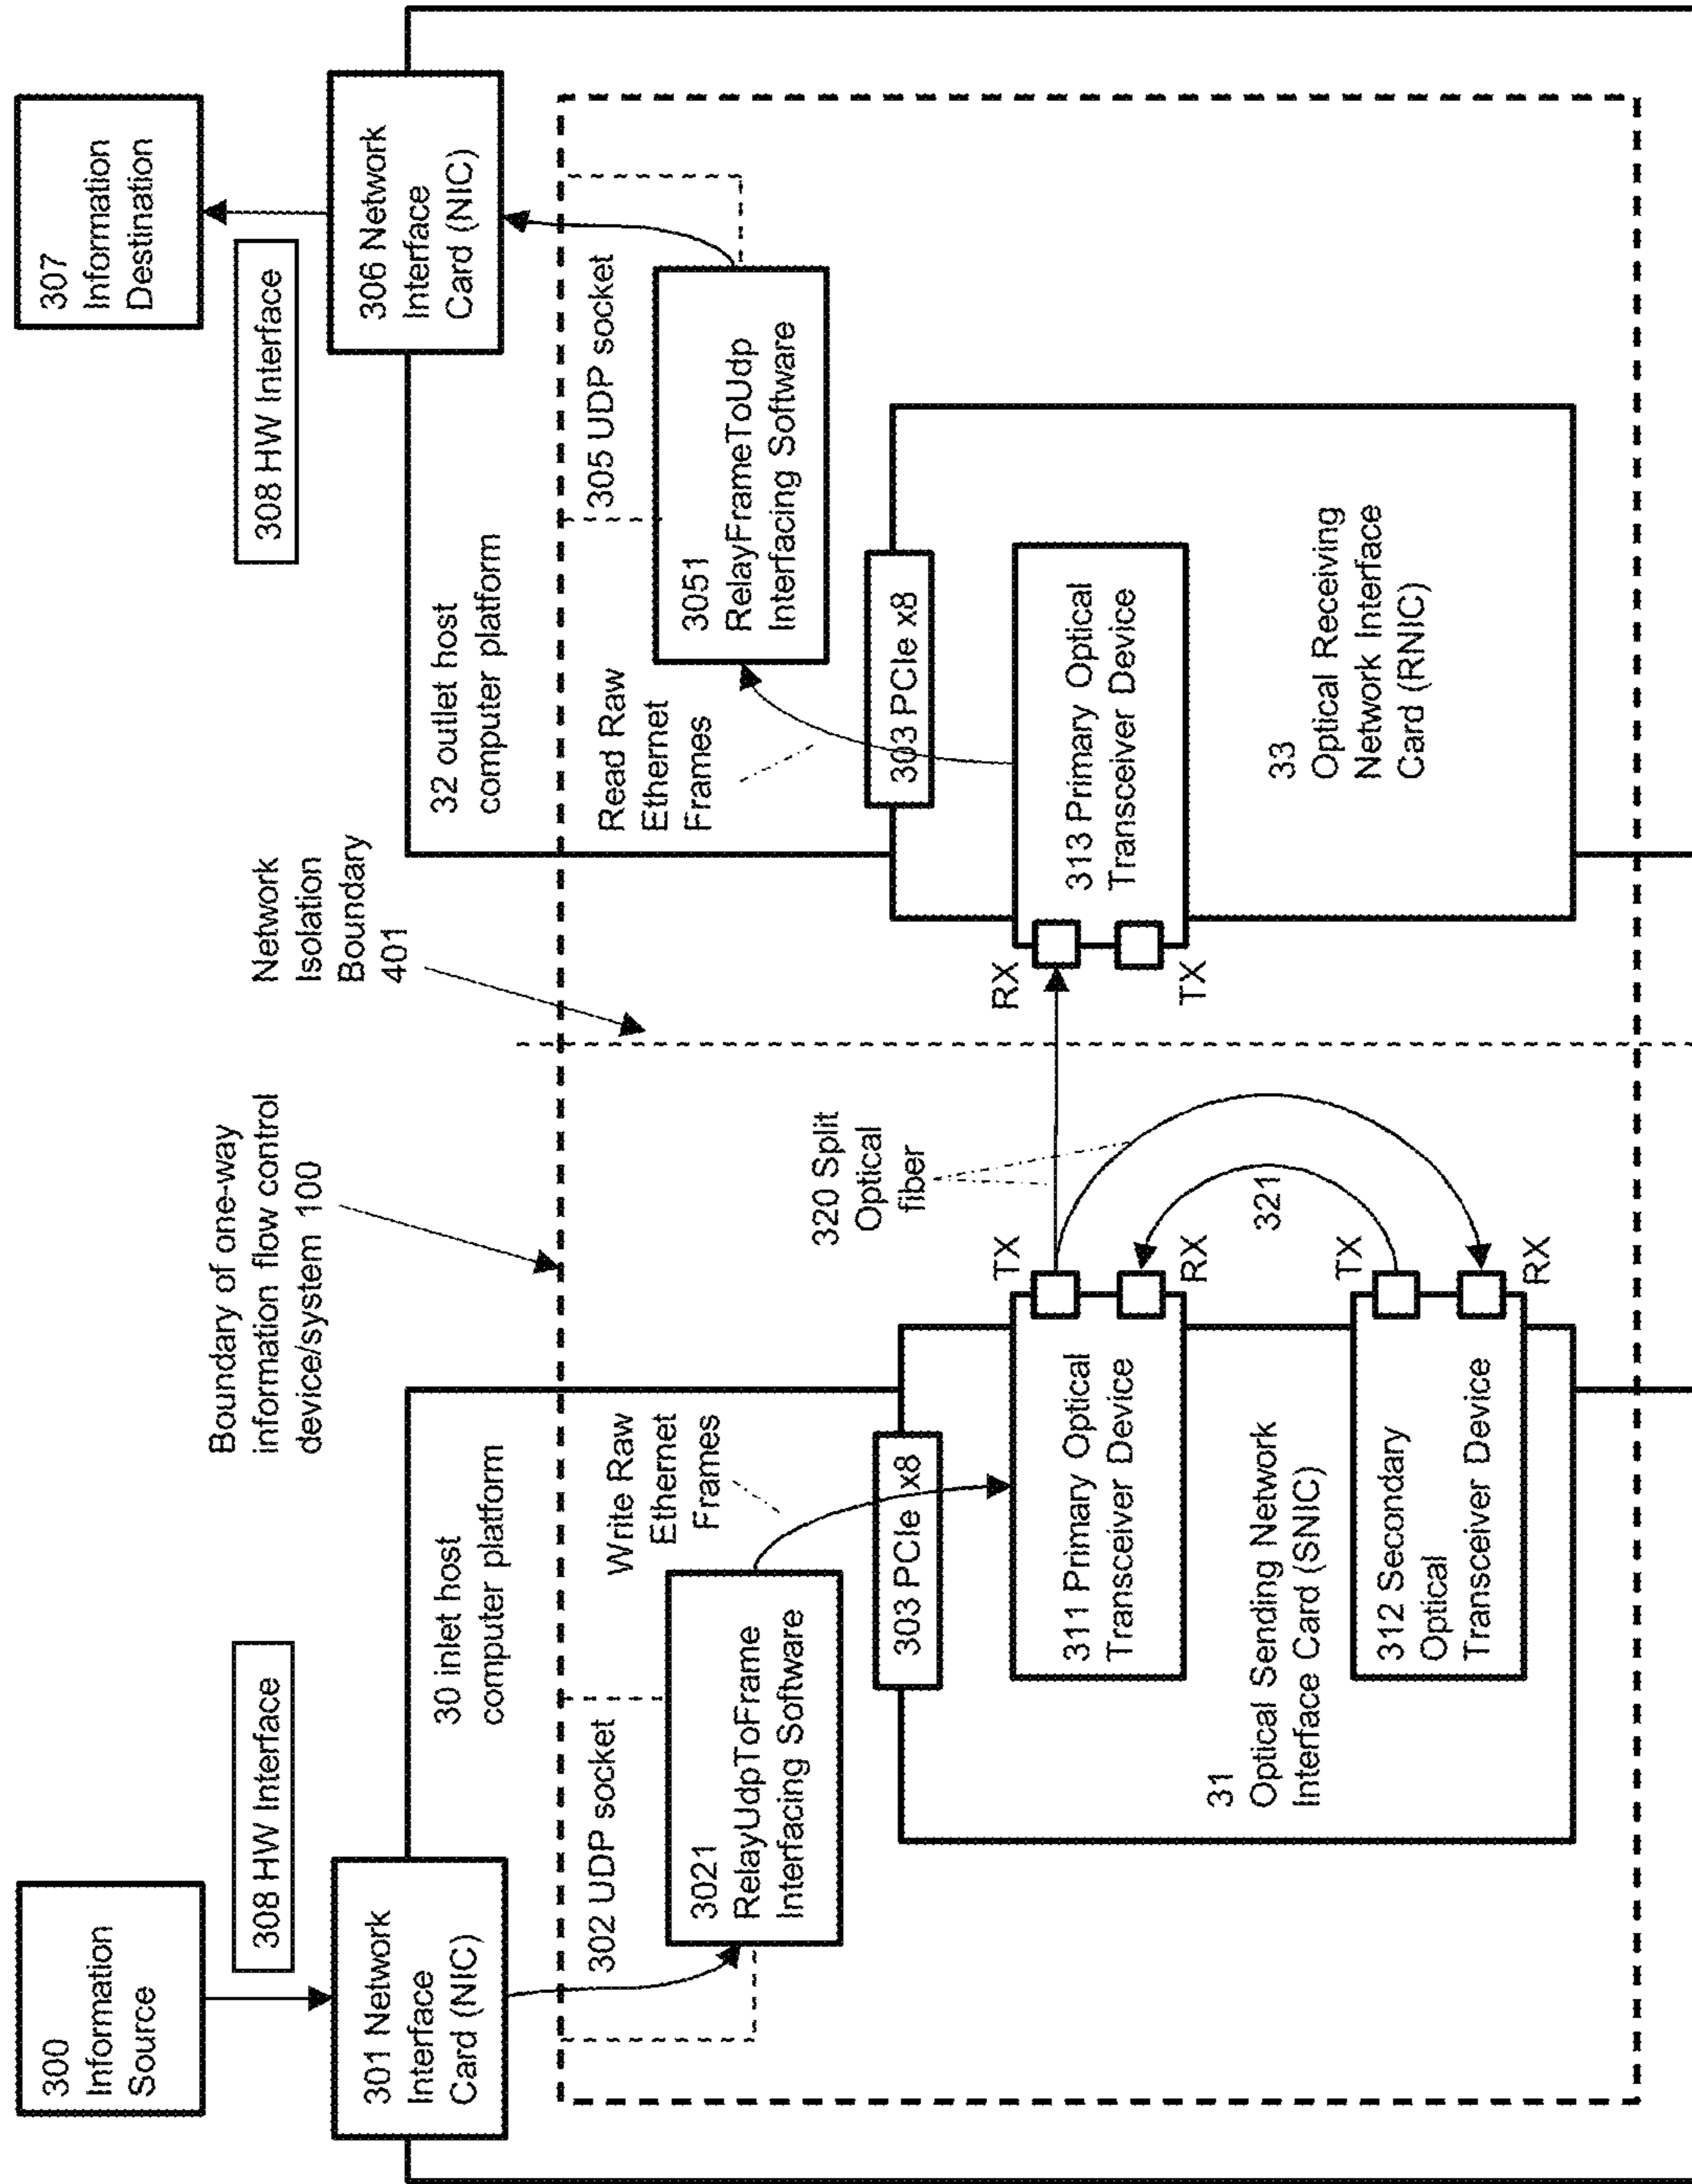 300
Information
Source
308 HW Interface
301 Network
Interface
Card (NIC)
30 inlet host
computer platform
302 UDP socket
3021
RelayUdpToFrame
Interfacing Software
Write Raw
Ethernet
Frames
303 PCIe x8
311 Primary Optical
Transceiver Device
31
Optical Sending Network
Interface Card (SNIC)
312 Secondary
Optical
Transceiver Device
TX
RX
TX
RX
Boundary of one-way
information flow control
device/system 100
320 Split
Optical
fiber
321
Network
Isolation
Boundary
401
307
Information
Destination
308 HW Interface
306 Network
Interface
Card (NIC)
32 outlet host
computer platform
305 UDP socket
3051
RelayFrameToUdp
Interfacing Software
Read Raw
Ethernet
Frames
303 PCIe x8
RX
TX
313 Primary Optical
Transceiver Device
33
Optical Receiving
Network Interface
Card (RNIC)